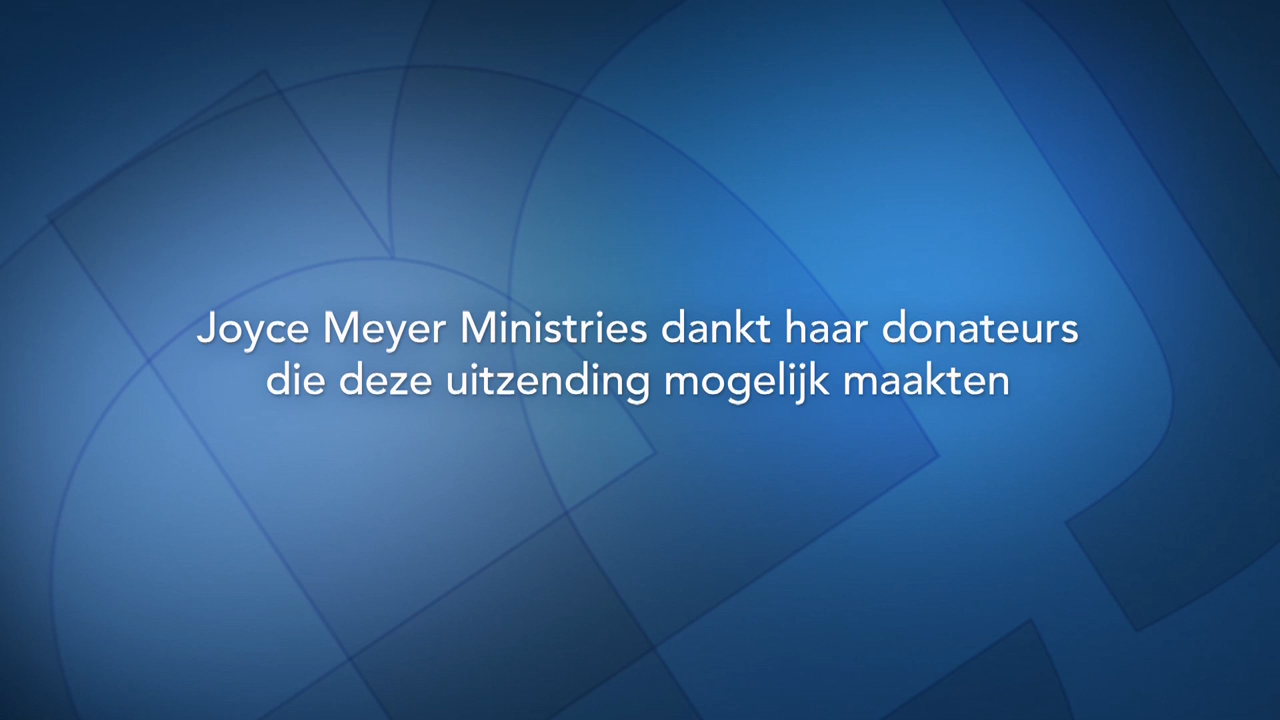 Joyce Meyer Ministries dankt haar donateurs
die deze uitzending mogelijk maakten